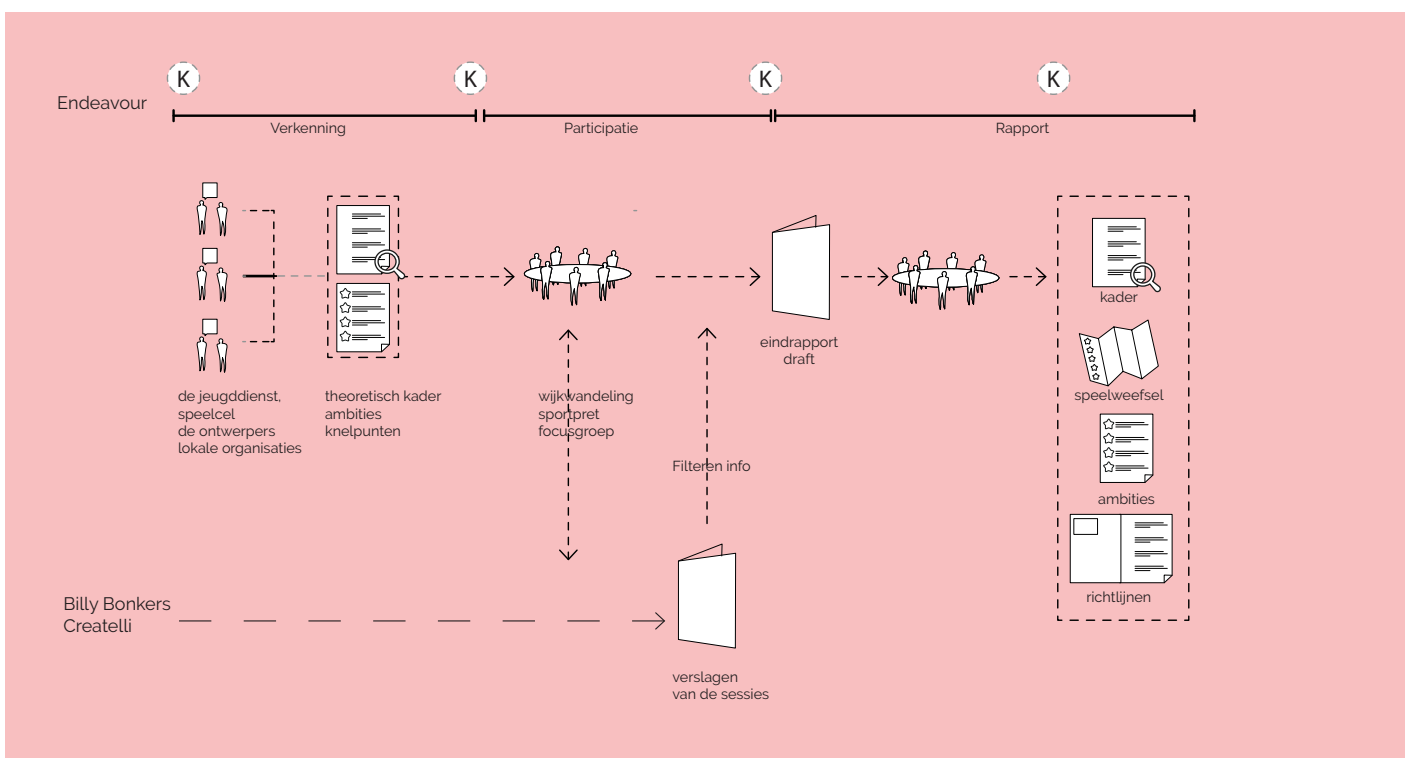 K
K
K
K
Endeavour
Verkenning
Participatie
Rapport
de jeugddienst,
speelcel
de ontwerpers
lokale organisaties
theoretisch kader
ambities
knelpunten
wijkwandeling
sportpret
focusgroep
eindrapport
draft
kader
speelweefsel
ambities
richtlijnen
Filteren info
Billy Bonkers
Createlli
verslagen
van de sessies